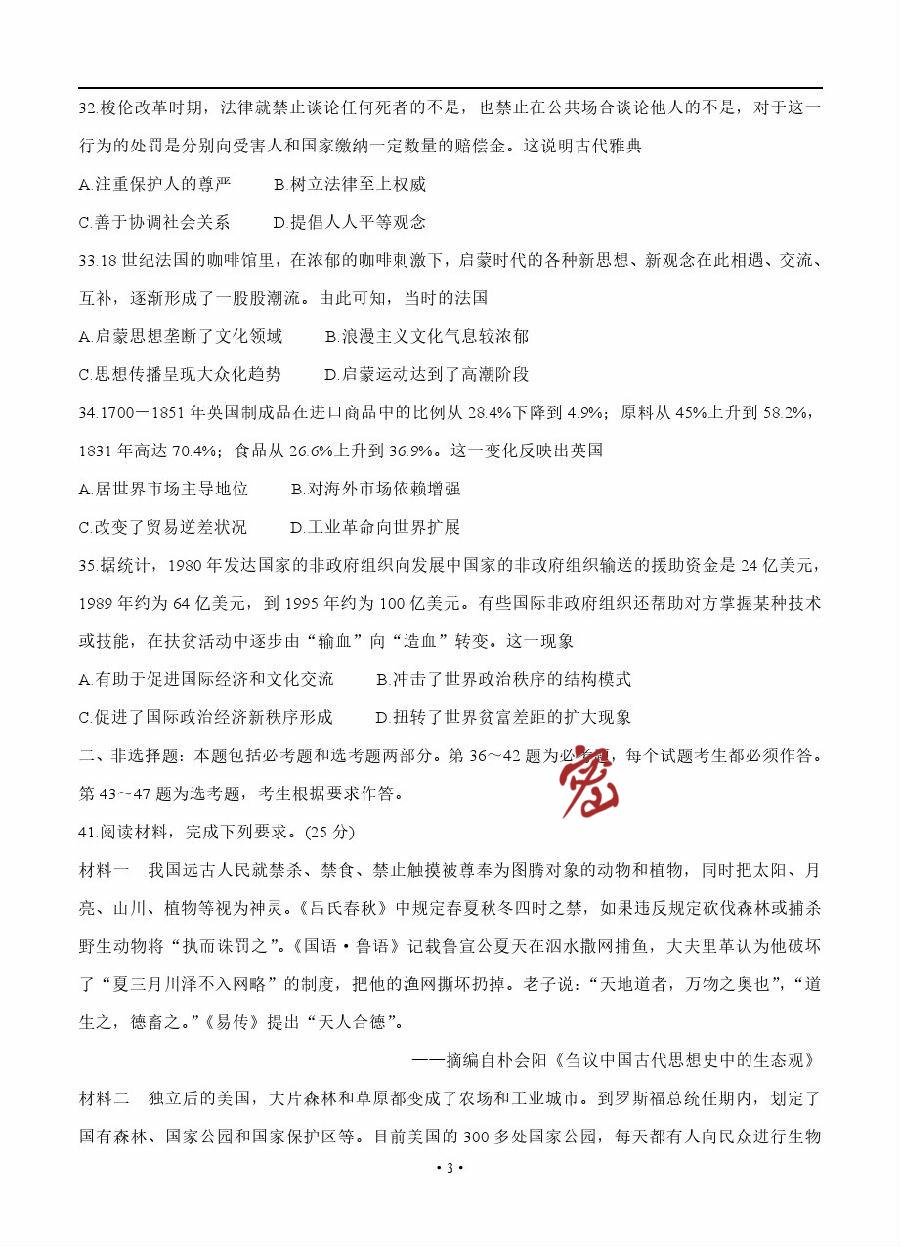 32.梭伦改革时期，法律就禁止谈论任何死者的不是，也禁止在公共场合谈论他人的不是，对于这一
行为的处罚是分别向受害人和国家缴纳一定数量的赔偿金。这说明古代雅典
A.注重保护人的尊严 B.树立法律至上权威
C.善于协调社会关系 D.提倡人人平等观念
33.18 世纪法国的咖啡馆里，在浓郁的咖啡刺激下，启蒙时代的各种新思想、新观念在此相遇、交流、
互补，逐渐形成了一股股潮流。由此可知，当时的法国
A.启蒙思想垄断了文化领域 B.浪漫主义文化气息较浓郁
C.思想传播呈现大众化趋势 D.启蒙运动达到了高潮阶段
34.1700－1851 年英国制成品在进口商品中的比例从 28.4%下降到 4.9%；原料从 45%上升到 58.2%，
1831 年高达 70.4%；食品从 26.6%上升到 36.9%。这一变化反映出英国
A.居世界市场主导地位 B.对海外市场依赖增强
C.改变了贸易逆差状况 D.工业革命向世界扩展
35 据统计，1980 年发达国家的非政府组织向发展中国家的非政府组织输送的援助资金是 24 亿美元，
1989 年约为 64 亿美元，到 1995 年约为 100 亿美元。有些国际非政府组织还帮助对方掌握某种技术
或技能，在扶贫活动中逐步由“输血”向“造血”转变。这一现象
A.有助于促进国际经济和文化交流 B.冲击了世界政治秩序的结构模式
C.促进了国际政治经济新秩序形成 D.扭转了世界贫富差距的扩大现象
二、非选择题：本题包括必考题和选考题两部分。第 36～42 题为必考题，每个试题考生都必须作答。
第 43～47 题为选考题，考生根据要求作答。
41.阅读材料，完成下列要求。(25 分)
材料一 我国远古人民就禁杀、禁食、禁止触摸被尊奉为图腾对象的动物和植物，同时把太阳、月
亮、山川、植物等视为神灵。《吕氏春秋》中规定春夏秋冬四时之禁，如果违反规定砍伐森林或捕杀
野生动物将“执而诛罚之”。《国语·鲁语》记载鲁宣公夏天在泗水撒网捕鱼，大夫里革认为他破坏
了“夏三月川泽不入网略”的制度，把他的渔网撕坏扔掉。老子说：“天地道者，万物之奥也”，“道
生之，德畜之。”《易传》提出“天人合德”。
——摘编自朴会阳《刍议中国古代思想史中的生态观》
材料二 独立后的美国，大片森林和草原都变成了农场和工业城市。到罗斯福总统任期内，划定了
国有森林、国家公园和国家保护区等。目前美国的 300 多处国家公园，每天都有人向民众进行生物
·3·